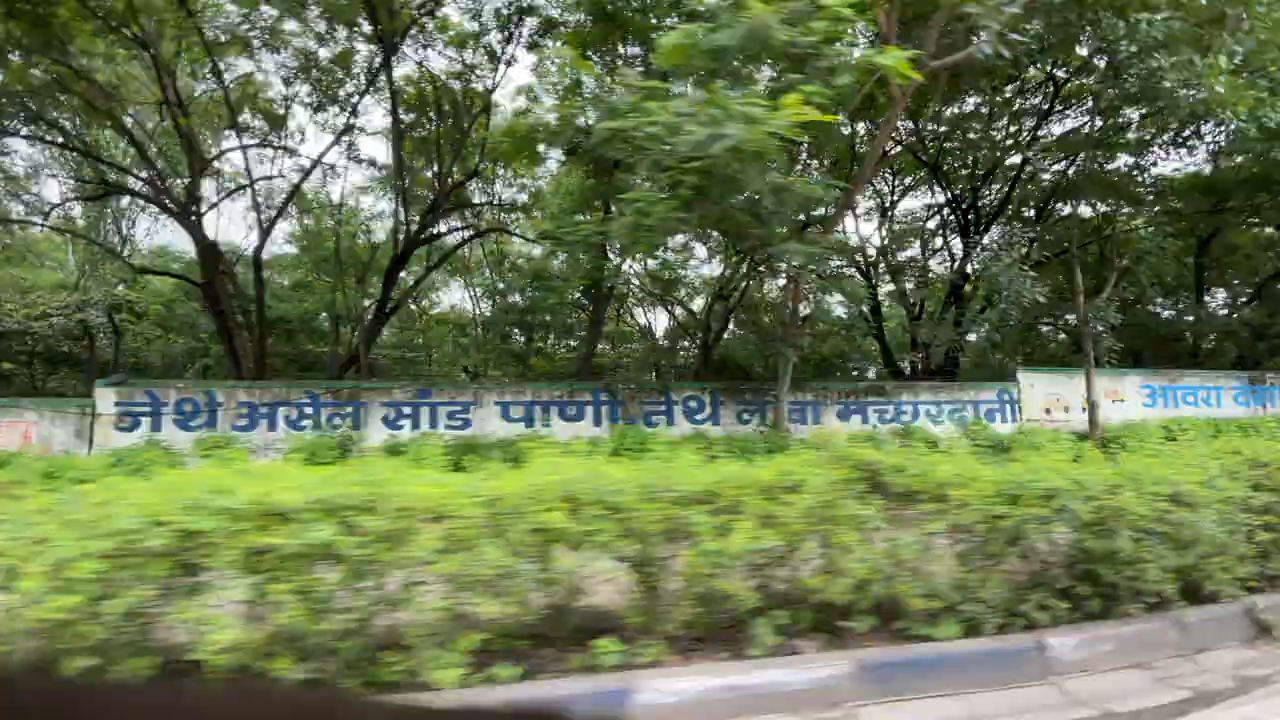 जेथे असेल सांड पाणी तेथे लावा मच्छरदानी
आवरा